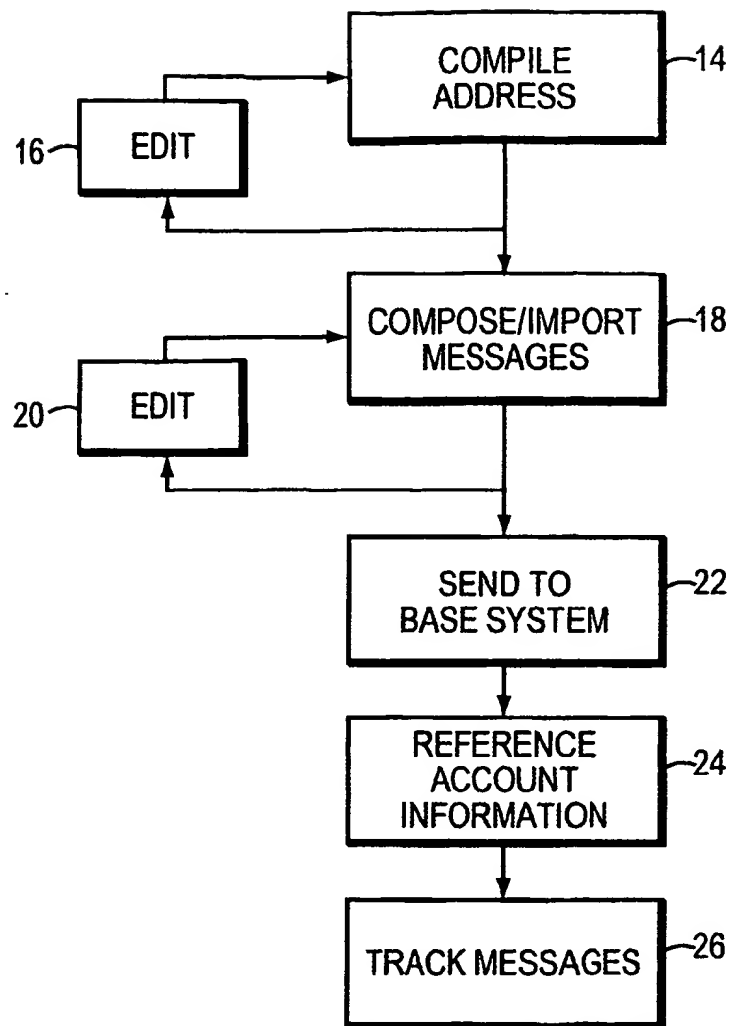 COMPILE
ADDRESS
14
16
EDIT
COMPOSE/IMPORT
MESSAGES
18
20
EDIT
SEND TO
BASE SYSTEM
22
REFERENCE
ACCOUNT
INFORMATION
24
TRACK MESSAGES
26